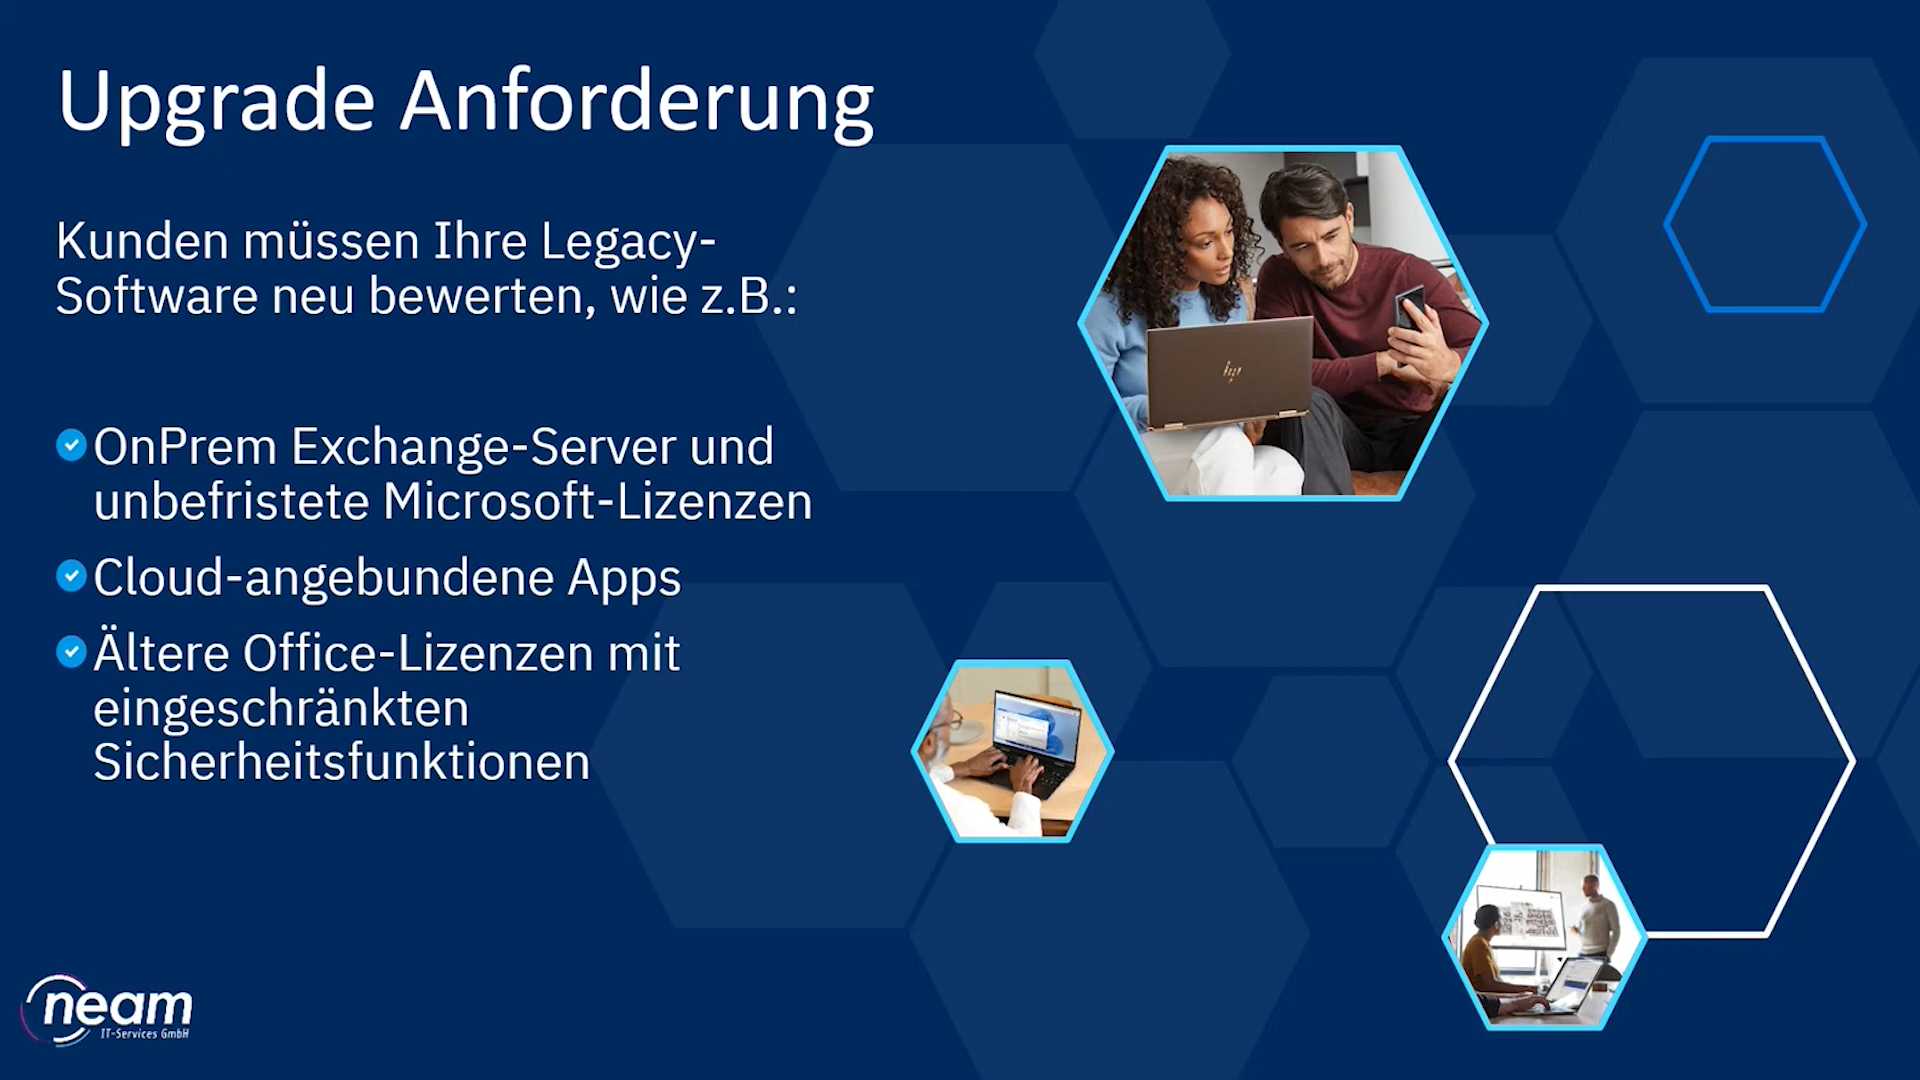 Upgrade Anforderung
Kunden müssen Ihre Legacy-
Software neu bewerten, wie z.B.:
OnPrem Exchange-Server und
unbefristete Microsoft-Lizenzen
Cloud-angebundene Apps
Ältere Office-Lizenzen mit
eingeschränkten
Sicherheitsfunktionen
hp
neam
IT-Services GmbH